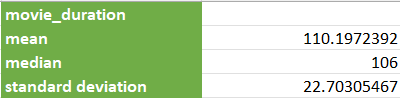 movie_duration
mean 110.1972392
median 106
standard deviation 22.70305467